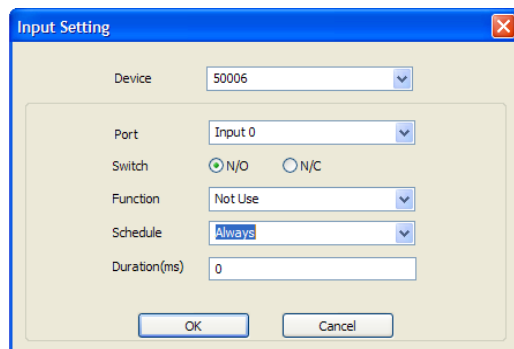 Input Setting
Device 50006
Port Input 0
Switch N/O N/C
Function Not Use
Schedule Always
Duration(ms) 0
OK Cancel